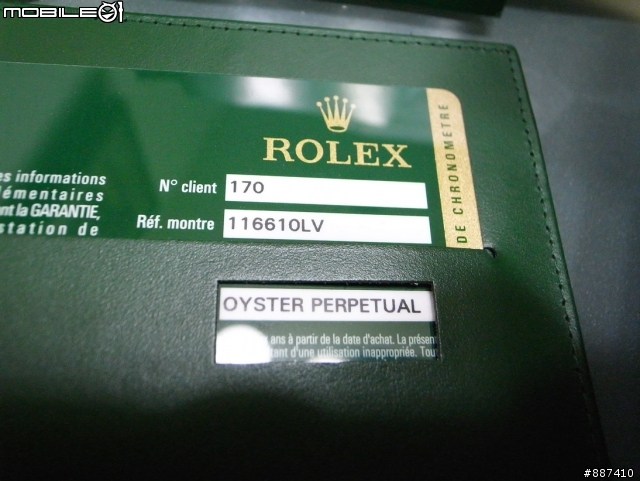 MOBILE01
ROLEX
es informations
N° client 170
lémentaires
nt la GARANTIE,
Réf. montre 116610LV
station de
DE CHRONOMETRE
OYSTER PERPETUAL
ans à partir de la date d'achat. La présen
tant d'une utilisation inappropriée. Tou
#887410